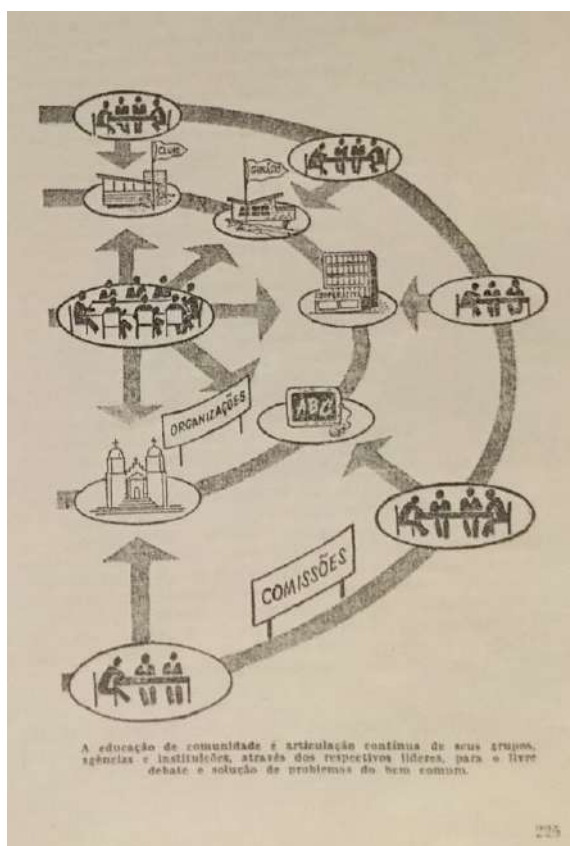 CLUBE
GINÁSIO
ABC
ORGANIZAÇÕES
COMISSÕES
A educação de comunidade é articulação contínua de seus grupos,
agências e instituições, através dos respectivos líderes, para o livre
debate e solução de problemas do bem comum.